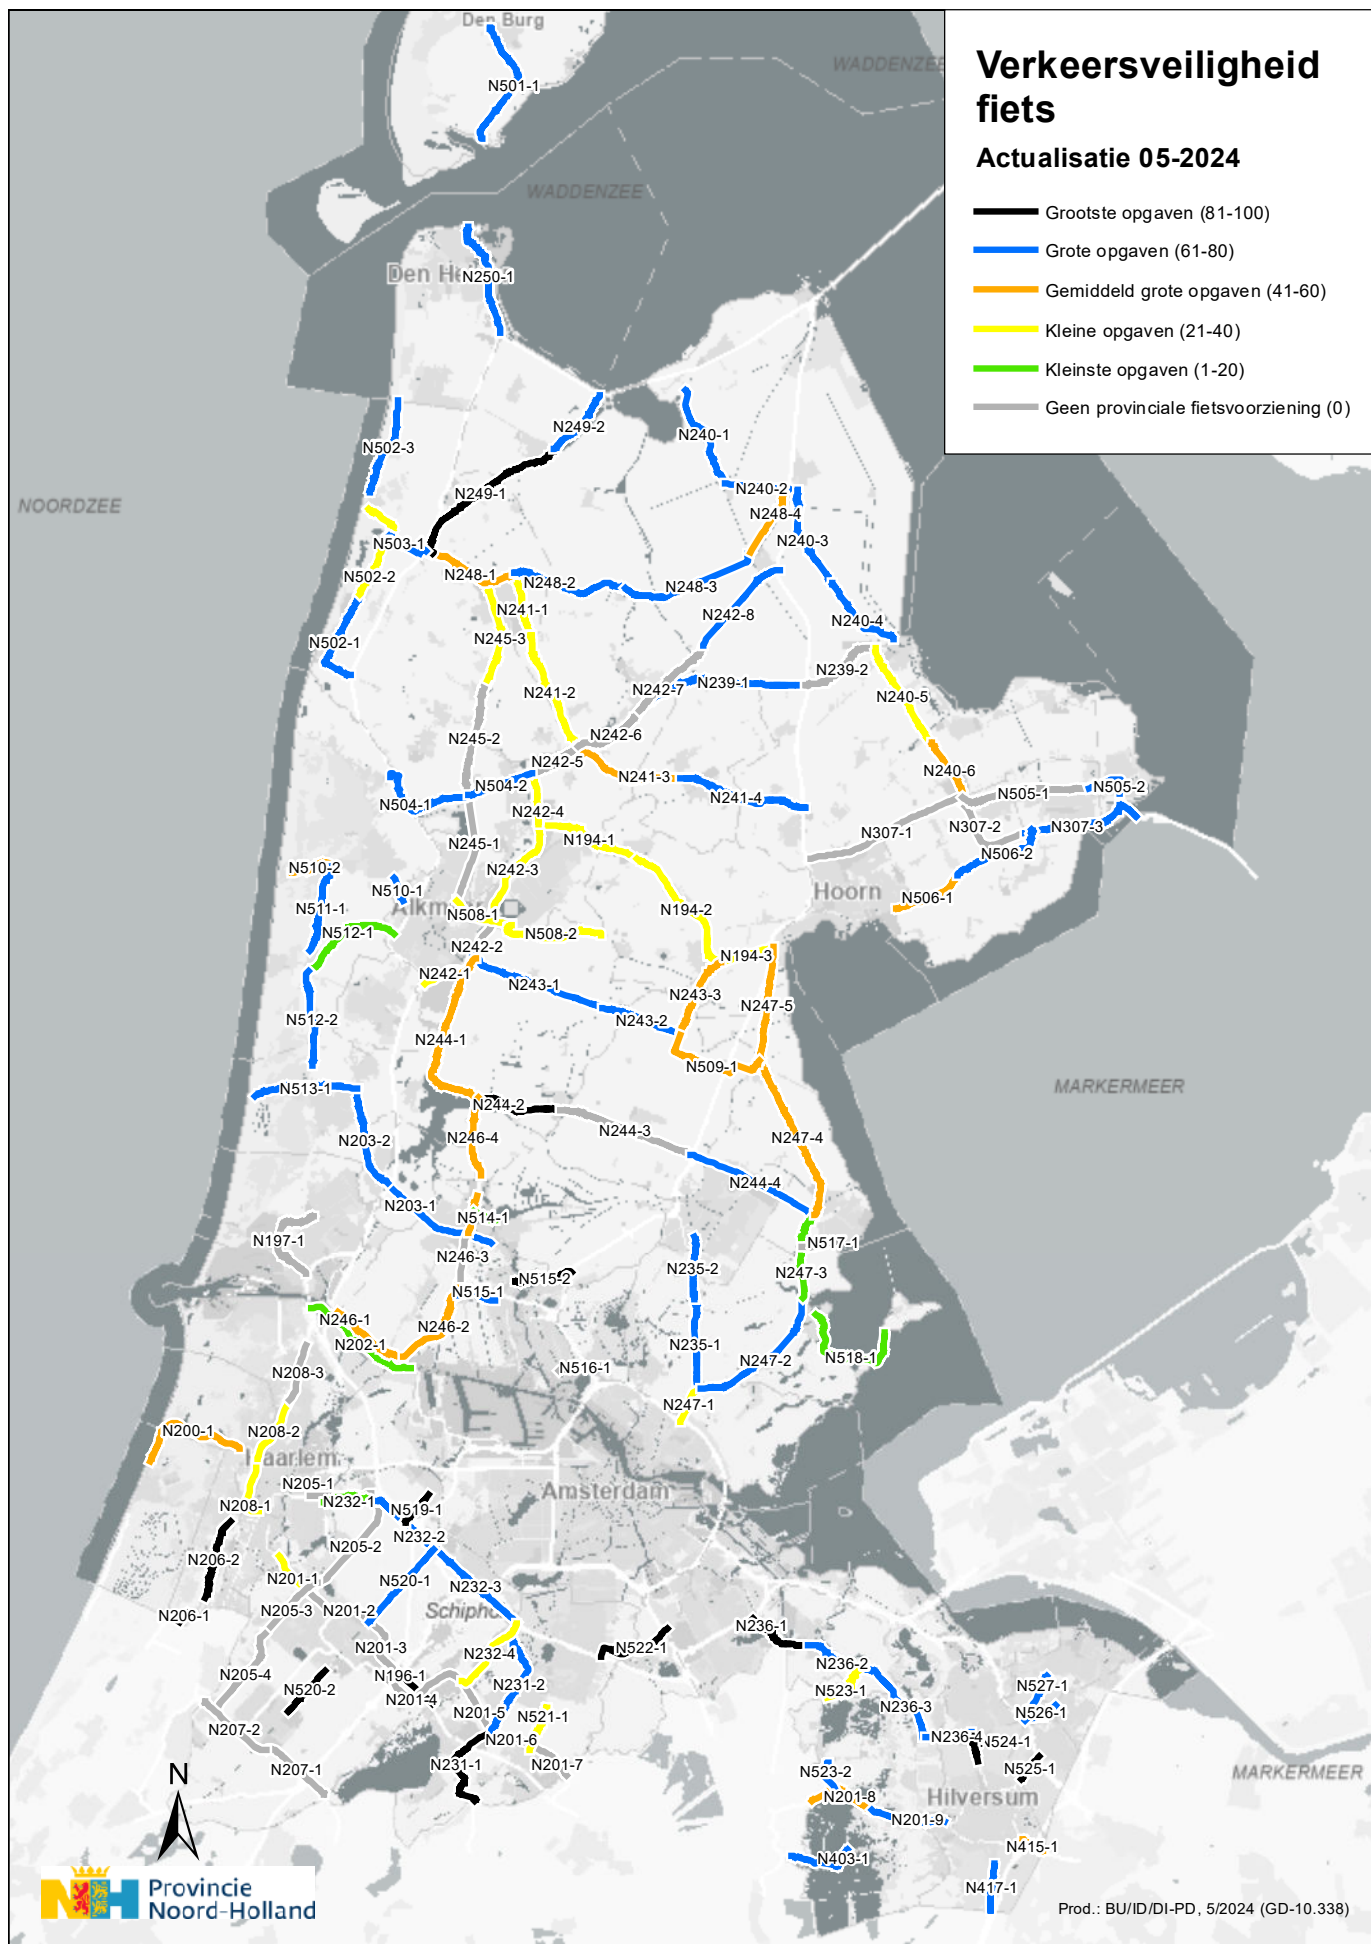 Den Burg
WADDENZEE
Verkeersveiligheid
fiets
Actualisatie 05-2024
Grootste opgaven (81-100)
Grote opgaven (61-80)
Gemiddeld grote opgaven (41-60)
Kleine opgaven (21-40)
Kleinste opgaven (1-20)
Geen provinciale fietsvoorziening (0)
N501-1
WADDENZEE
Den He
N250-1
N249-2
N240-1
N502-3
N249-1
N240-2
NOORDZEE
N248-4
N503-1
N240-3
N502-2
N248-1
N248-2
N248-3
N241-1
N242-8
N240-4
N502-1
N245-3
N239-2
N242-7
N239-1
N241-2
N240-5
N245-2
N242-6
N242-5
N240-6
N241-3
N504-2
N505-2
N504-1
N241-4
N505-1
N242-4
N307-1
N307-2
N307-3
N245-1
N194-1
N506-2
N510-2
N242-3
N510-1
Hoorn
N506-1
N511-1
Alkm
N508-1
N194-2
N512-1
N508-2
N242-2
N194-3
N242-1
N243-1
N243-3
N247-5
N512-2
N243-2
N244-1
N509-1
N513-1
MARKERMEER
N244-2
N203-2
N246-4
N244-3
N247-4
N244-4
N203-1
N514-1
N197-1
N246-3
N517-1
N235-2
N247-3
N515-2
N515-1
N246-1
N246-2
N202-1
N235-1
N247-2
N518-1
N208-3
N516-1
N247-1
N200-1
N208-2
Haarlem
N205-1
Amsterdam
N208-1
N232-1
N519-1
N232-2
N205-2
N206-2
N201-1
N520-1
N232-3
N205-3
N201-2
Schipho
N206-1
N236-1
N201-3
N522-1
N232-4
N236-2
N205-4
N196-1
N520-2
N201-4
N231-2
N523-1
N527-1
N201-5
N521-1
N236-3
N526-1
N207-2
N201-6
N236-4
N524-1
N207-1
N231-1
N201-7
N525-1
N523-2
MARKERMEER
N201-8
Hilversum
N201-9
N415-1
N403-1
N417-1
N
NH
Provincie
Noord-Holland
Prod.: BU/ID/DI-PD, 5/2024 (GD-10.338)